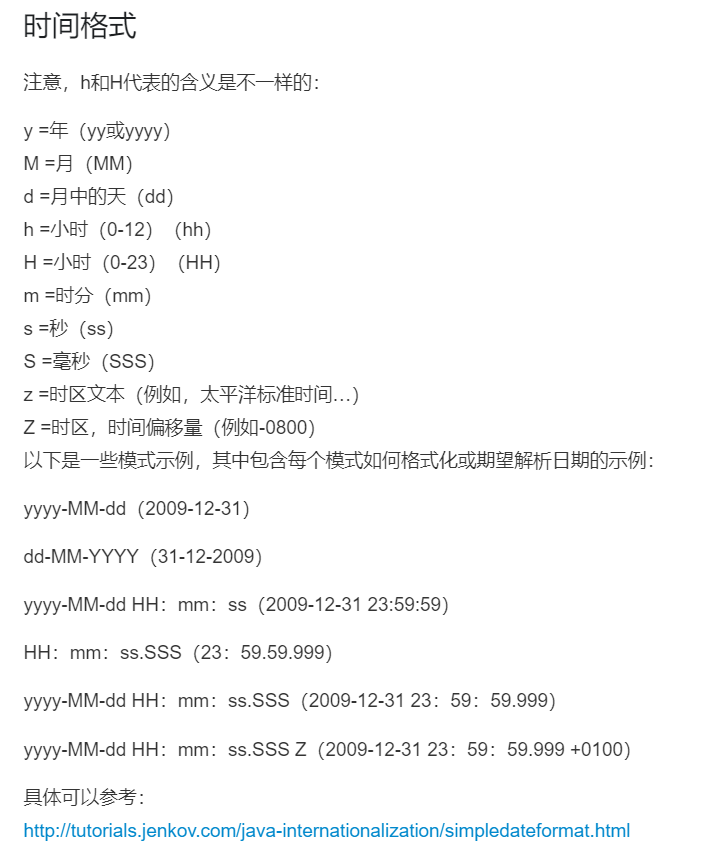 时间格式
注意，h和H代表的含义是不一样的：
y =年（yy或yyyy）
M =月（MM）
d =月中的天（dd）
h =小时（0-12）（hh）
H =小时（0-23）（HH）
m =时分（mm）
s =秒（ss）
S =毫秒（SSS）
z =时区文本（例如，太平洋标准时间...）
Z =时区，时间偏移量（例如-0800）
以下是一些模式示例，其中包含每个模式如何格式化或期望解析日期的示例：
yyyy-MM-dd（2009-12-31）
dd-MM-YYYY（31-12-2009）
yyyy-MM-dd HH：mm：ss（2009-12-31 23:59:59）
HH：mm：ss.SSS（23：59.59.999）
yyyy-MM-dd HH：mm：ss.SSS（2009-12-31 23：59：59.999）
yyyy-MM-dd HH：mm：ss.SSS Z（2009-12-31 23：59：59.999 +0100）
具体可以参考：
http://tutorials.jenkov.com/java-internationalization/simpledateformat.html